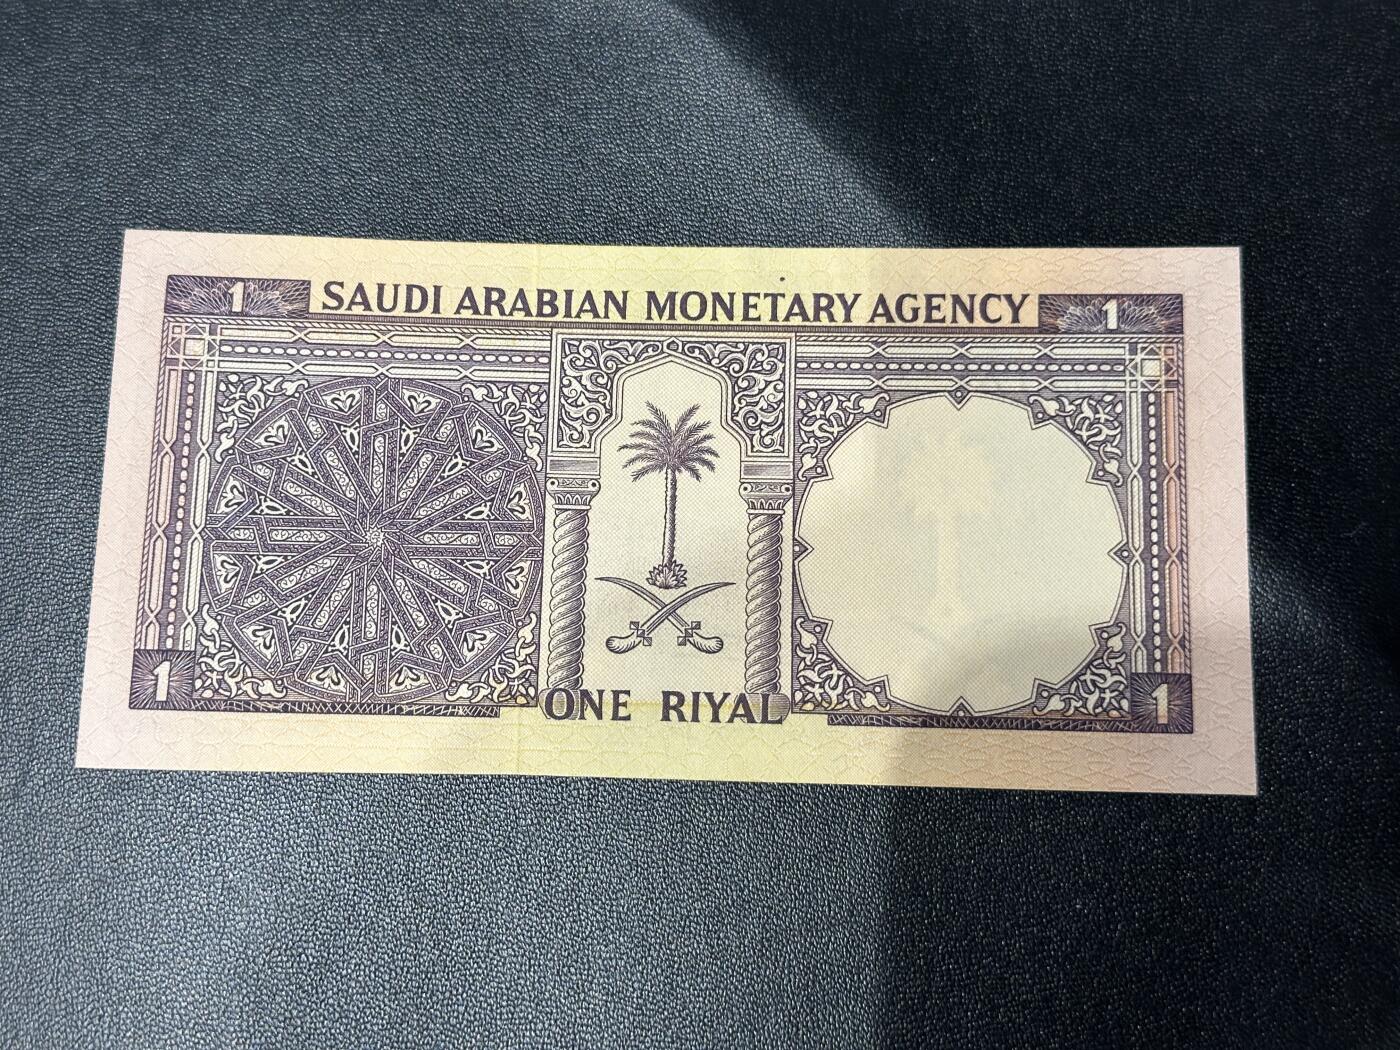 1 SAUDI ARABIAN MONETARY AGENCY 1
1 ONE RIYAL 1